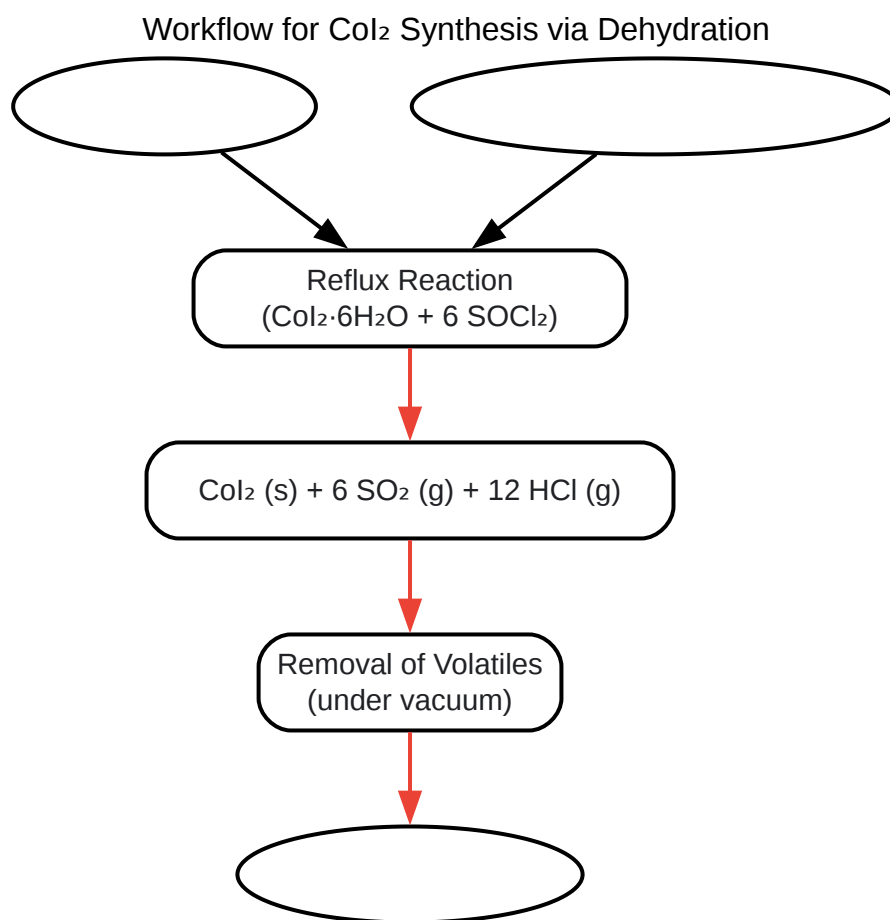 Workflow for CoI₂ Synthesis via Dehydration
Reflux Reaction
(CoI₂·6H₂O + 6 SOCl₂)
CoI₂ (s) + 6 SO₂ (g) + 12 HCl (g)
Removal of Volatiles
(under vacuum)